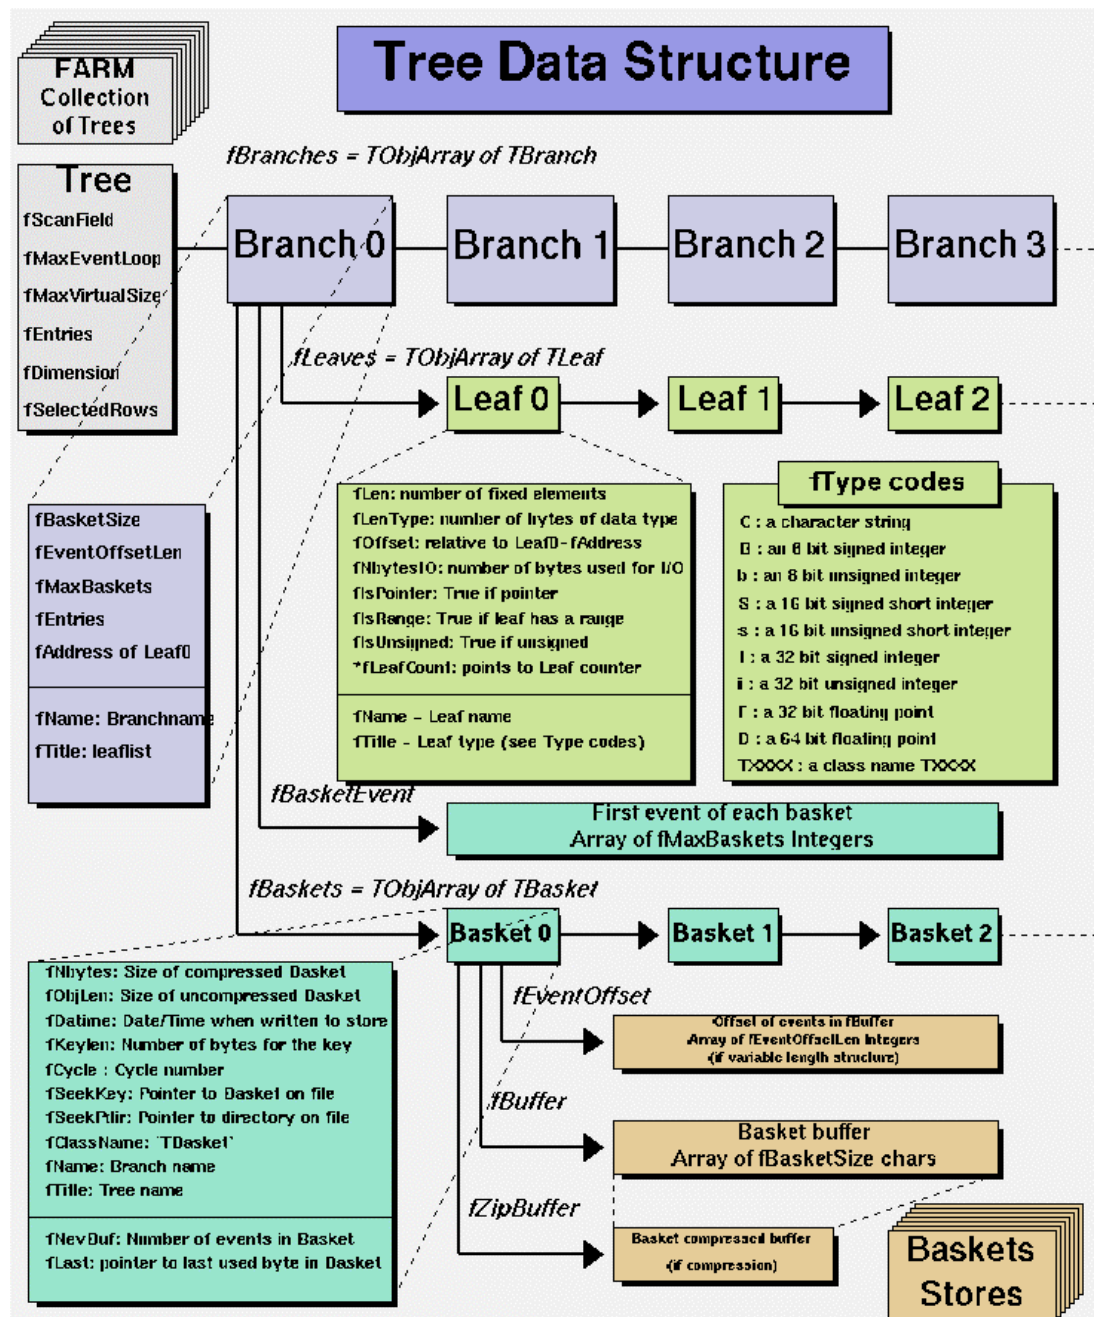 FARM
Collection
of Trees
Tree Data Structure
fBranches = TObjArray of TBranch
Tree
fScanField
fMaxEventLoop
fMaxVirtualSize
fEntries
fDimension
fSelectedRows
Branch 0
Branch 1
Branch 2
Branch 3
fLeaves = TObjArray of TLeaf
Leaf 0
Leaf 1
Leaf 2
fBasketSize
fEventOffsetLen
fMaxBaskets
fEntries
fAddress of Leaf0
fName: Branchname
fTitle: leaflist
fLen: number of fixed elements
fLenType: number of bytes of data type
fOffset: relative to Leaf0-fAddress
fNbytesIO: number of bytes used for I/O
fIsPointer: True if pointer
fIsRange: True if leaf has a range
fIsUnsigned: True if unsigned
*fLeafCount: points to Leaf counter
fName - Leaf name
fTitle - Leaf type (see Type codes)
fType codes
C : a character string
B : an 8 bit signed integer
b : an 8 bit unsigned integer
S : a 16 bit signed short integer
s : a 16 bit unsigned short integer
I : a 32 bit signed integer
i : a 32 bit unsigned integer
F : a 32 bit floating point
D : a 64 bit floating point
TXXXX : a class name TXXXX
fBasketEvent
First event of each basket
Array of fMaxBaskets Integers
fBaskets = TObjArray of TBasket
Basket 0
Basket 1
Basket 2
fNbytes: Size of compressed Basket
fObjLen: Size of uncompressed Basket
fDatime: Date/Time when written to store
fKeylen: Number of bytes for the key
fCycle : Cycle number
fSeekKey: Pointer to Basket on file
fSeekPdir: Pointer to directory on file
fClassName: 'TBasket'
fName: Branch name
fTitle: Tree name
fNevBuf: Number of events in Basket
fLast: pointer to last used byte in Basket
fEventOffset
Offset of events in fBuffer
Array of fEventOffsetLen Integers
(if variable length structure)
fBuffer
Basket buffer
Array of fBasketSize chars
fZipBuffer
Basket compressed buffer
(if compression)
Baskets
Stores